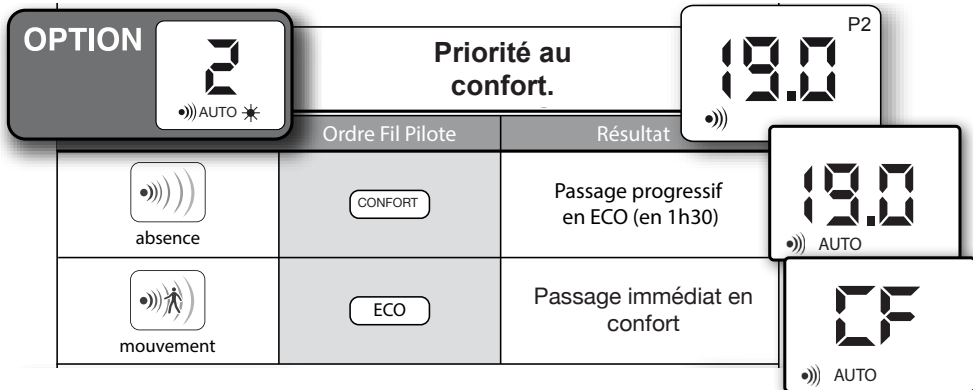 OPTION
2
AUTO
Priorité au
confort.
P2
19.0
Ordre Fil Pilote
Résultat
absence
CONFORT
Passage progressif
en ECO (en 1h30)
19.0
AUTO
mouvement
ECO
Passage immédiat en
confort
CF
AUTO